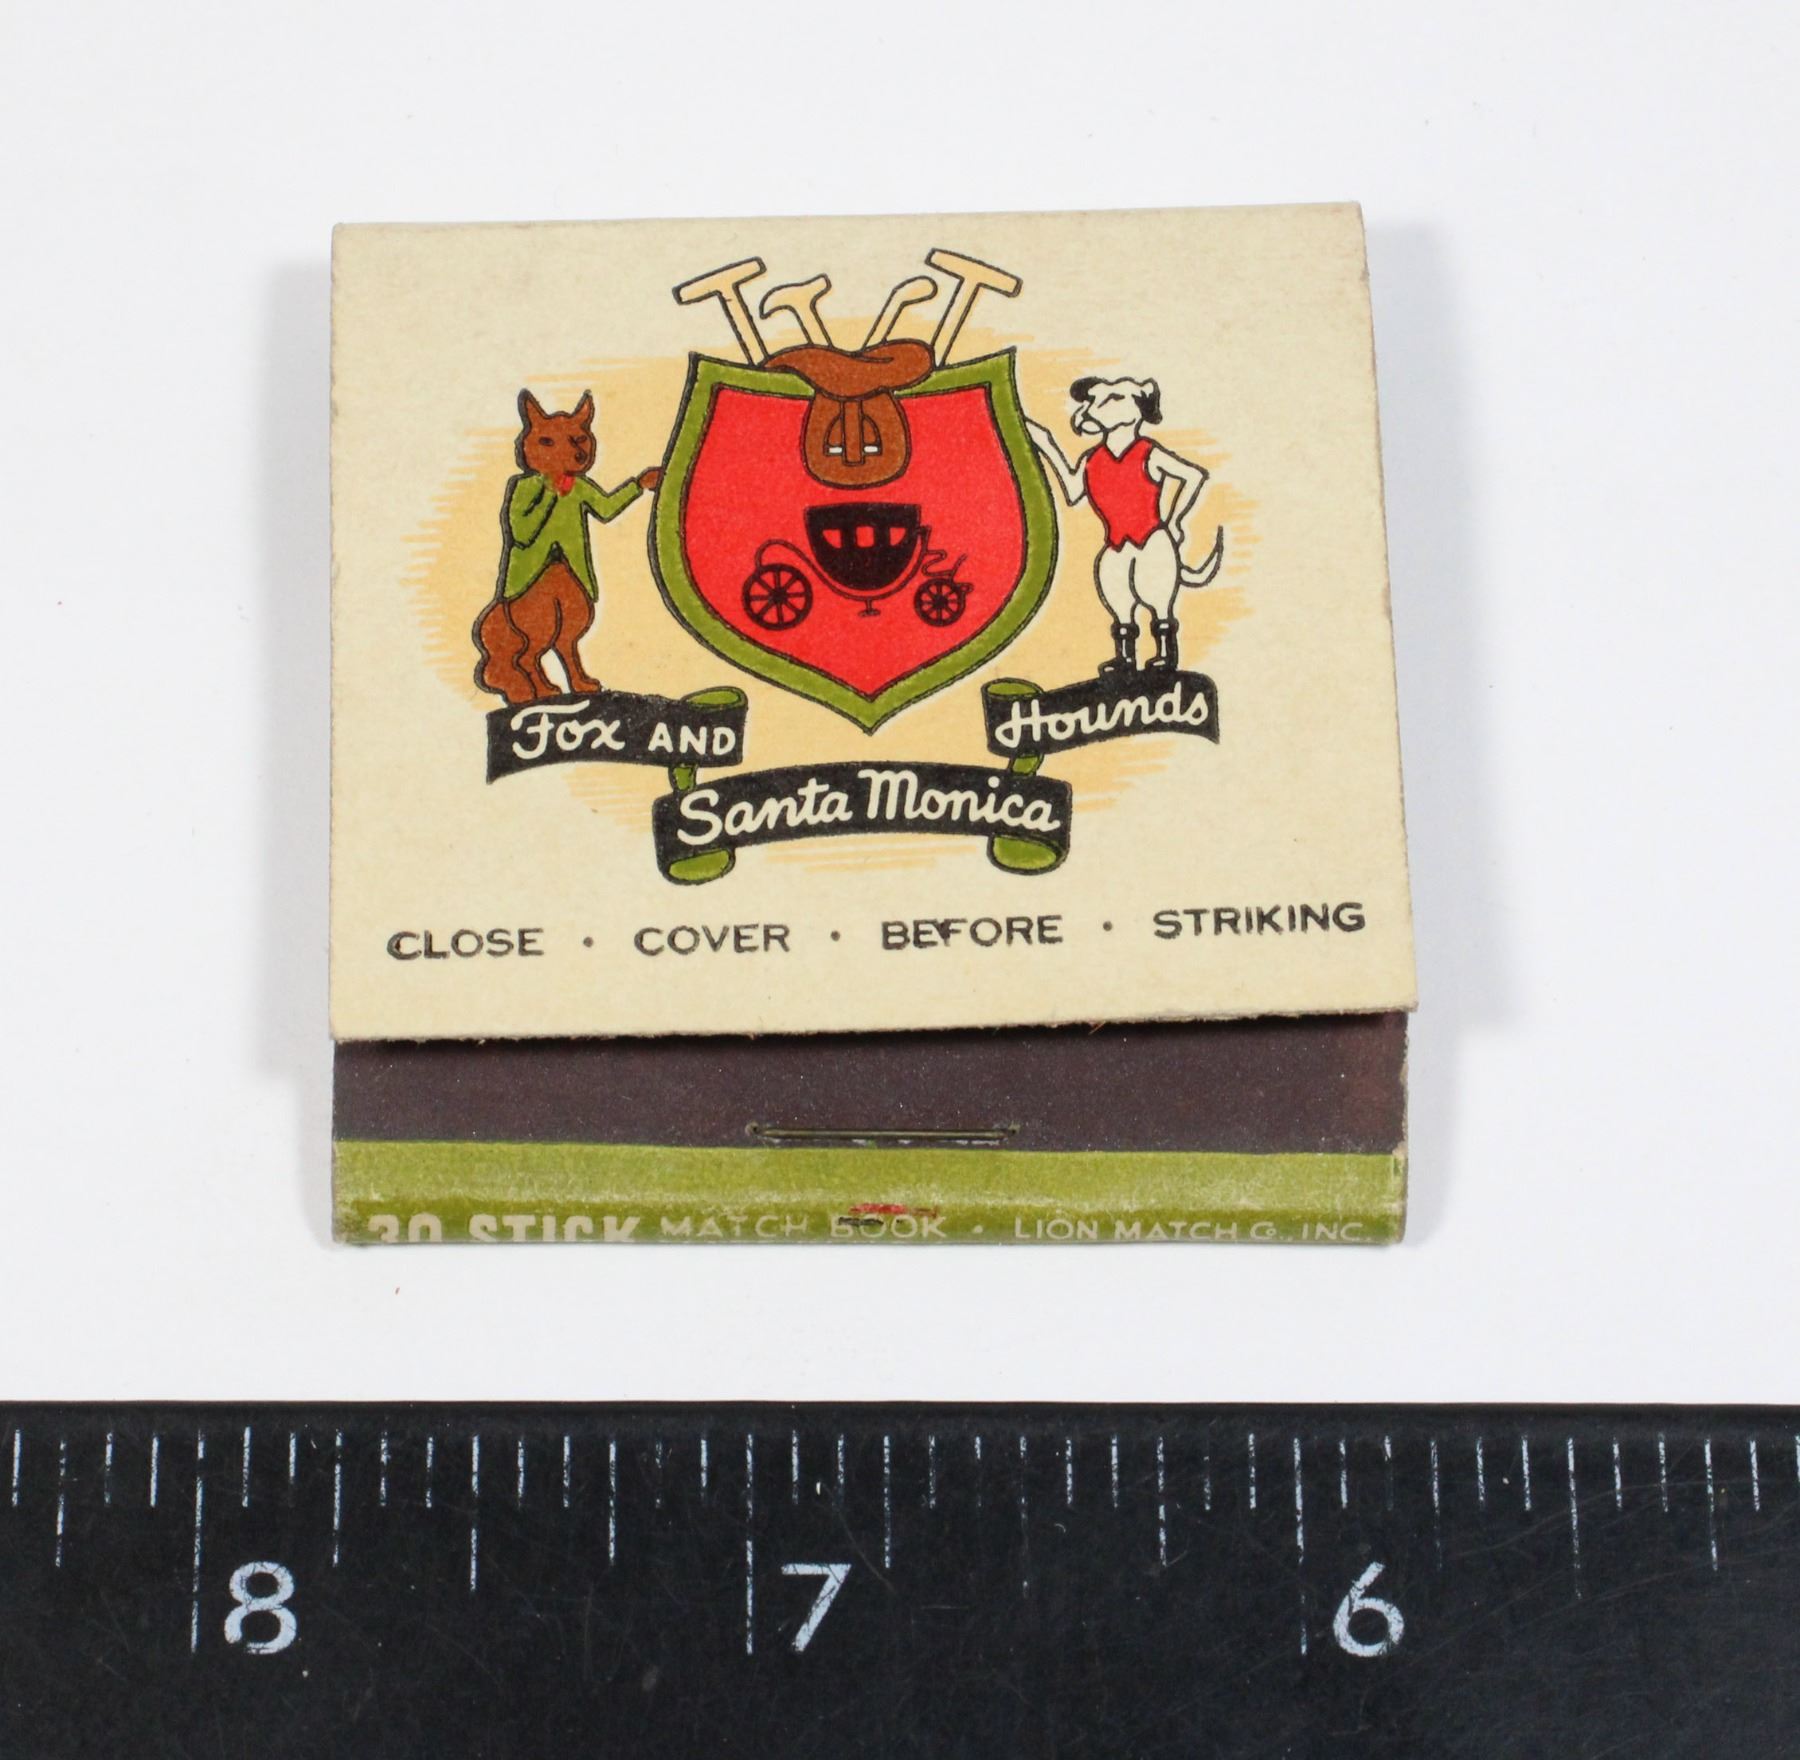 Fox AND Hounds
Santa Monica
CLOSE · COVER · BEFORE · STRIKING
30 STICK MATCH BOOK · LION MATCH Co., INC.
8 7 6